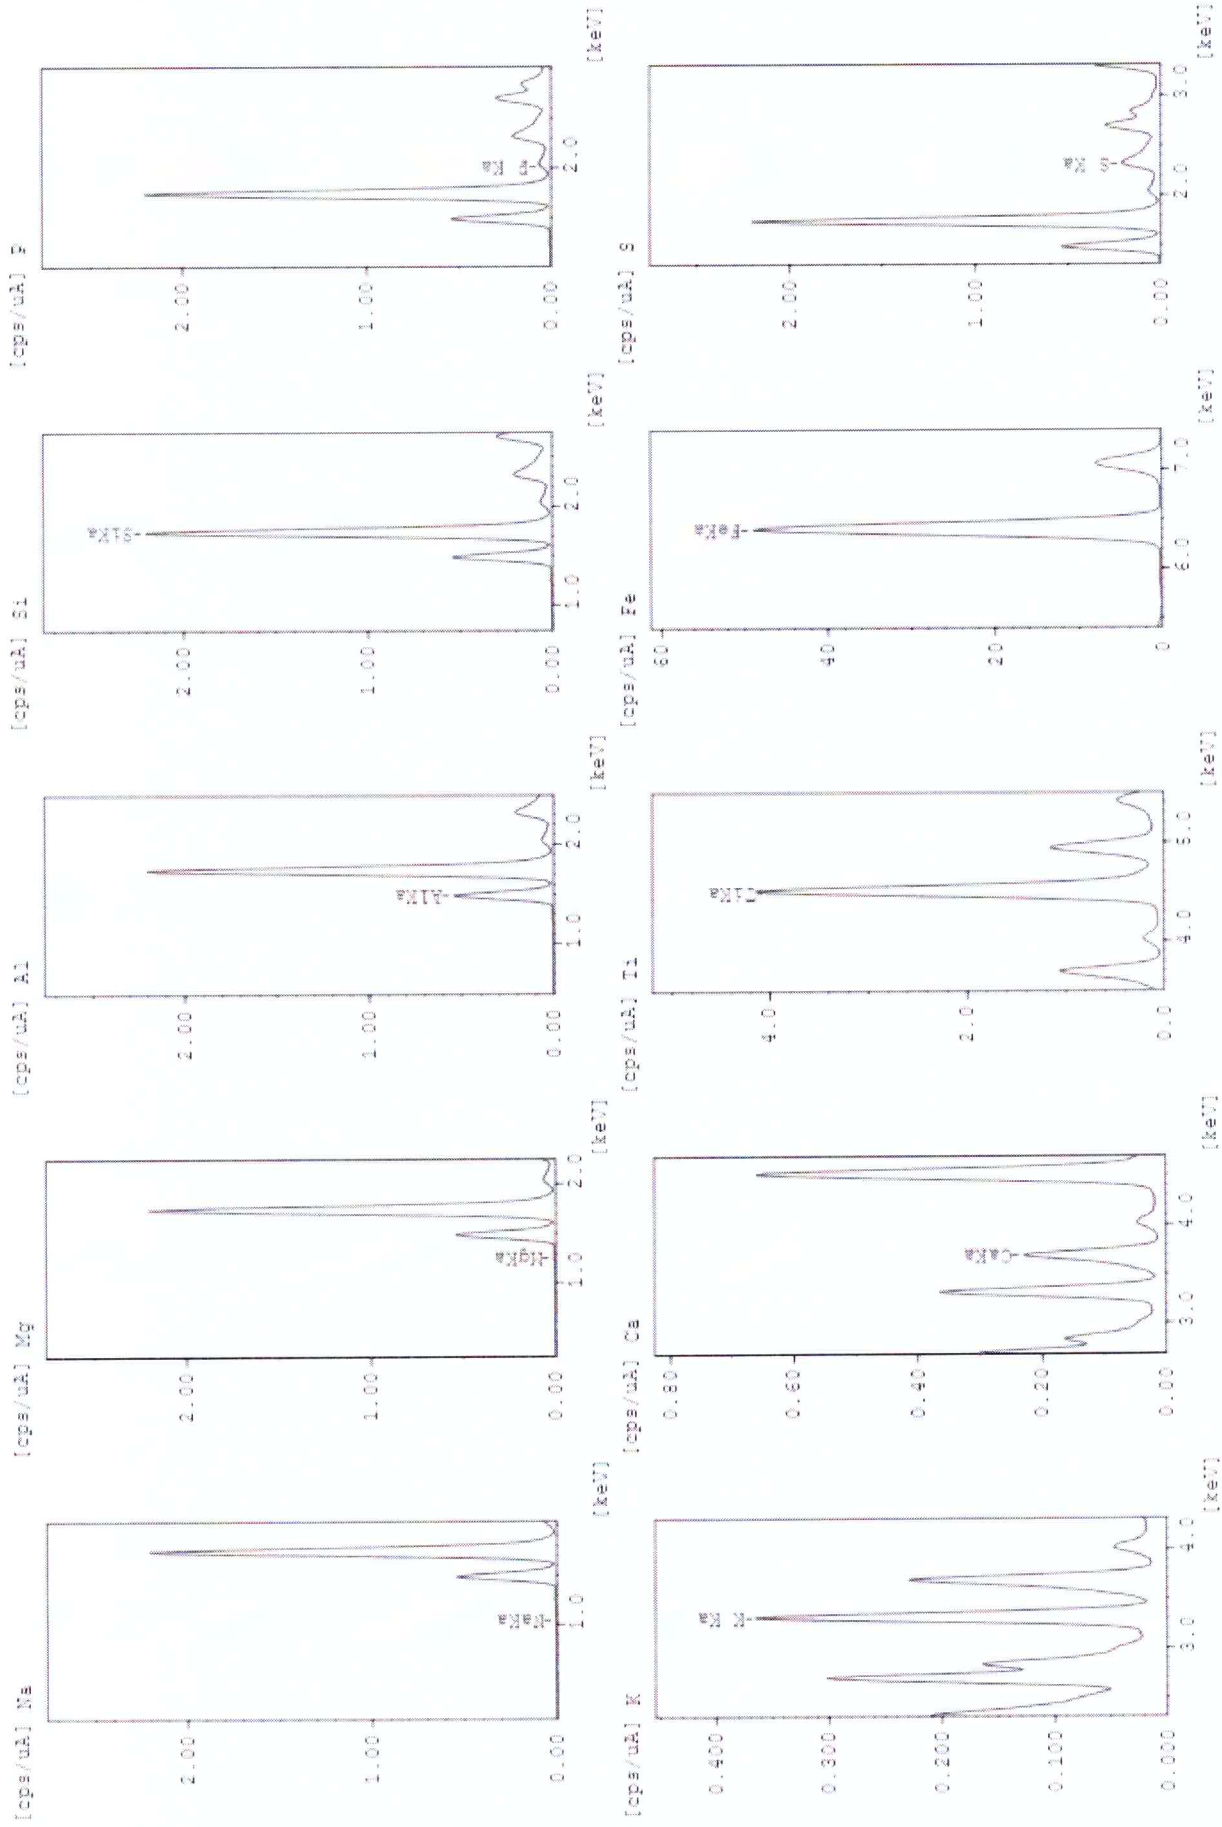 [cps/uA] Na
2.00
1.00
0.00
NaKa
1.0
[keV]
[cps/uA] Mg
2.00
1.00
0.00
MgKa
1.0
2.0
[keV]
[cps/uA] Al
2.00
1.00
0.00
AlKa
1.0
2.0
[keV]
[cps/uA] Si
2.00
1.00
0.00
SiKa
1.0
2.0
[keV]
[cps/uA] P
2.00
1.00
0.00
P Ka
2.0
[keV]
[cps/uA] K
0.400
0.300
0.200
0.100
0.000
K Ka
3.0
4.0
[keV]
[cps/uA] Ca
0.80
0.60
0.40
0.20
0.00
CaKa
3.0
4.0
[keV]
[cps/uA] Ti
4.0
2.0
0.0
TiKa
4.0
5.0
[keV]
[cps/uA] Fe
60
40
20
0
FeKa
6.0
7.0
[keV]
[cps/uA] S
2.00
1.00
0.00
S Ka
2.0
3.0
[keV]